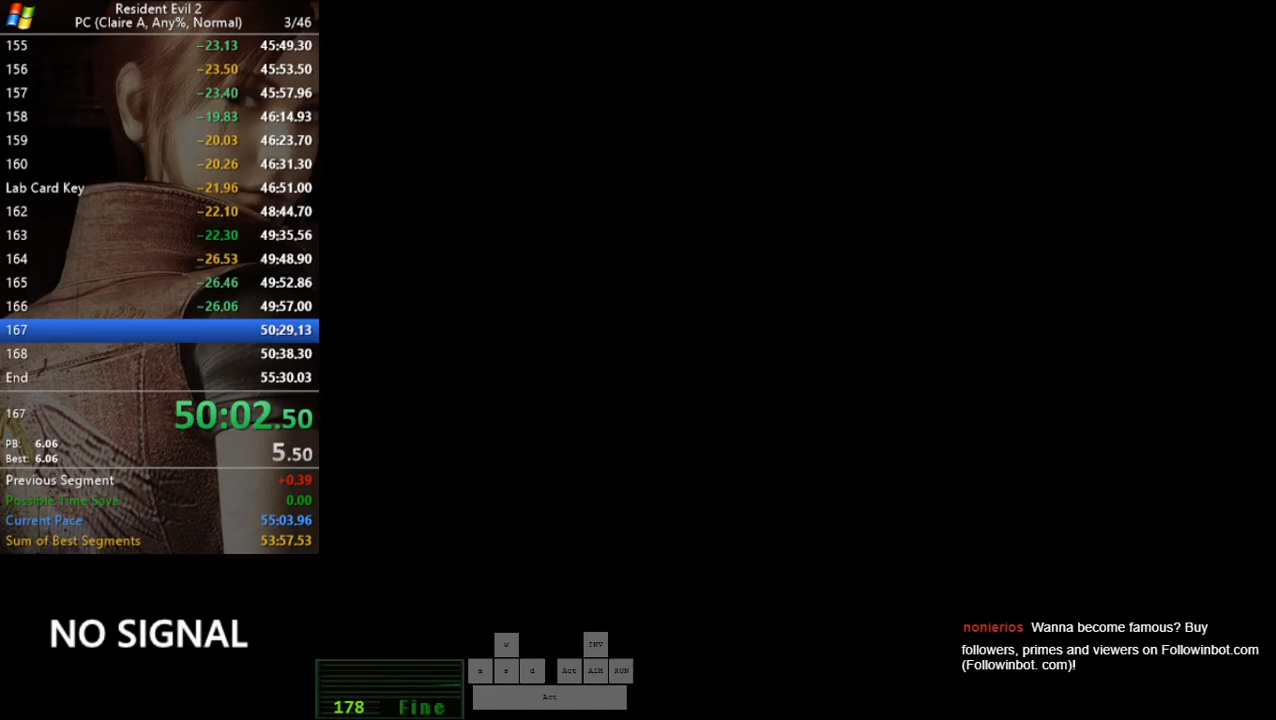 Resident Evil 2
PC (Claire A, Any%, Normal) 3/46
155 -23.13 45:49.30
156 -23.50 45:53.50
157 -23.40 45:57.96
158 -19.83 46:14.93
159 -20.03 46:23.70
160 -20.26 46:31.30
Lab Card Key -21.96 46:51.00
162 -22.10 48:44.70
163 -22.30 49:35.56
164 -26.53 49:48.90
165 -26.46 49:52.86
166 -26.06 49:57.00
167 50:29.13
168 50:38.30
End 55:30.03
167 50:02.50
PB: 6.06
Best: 6.06 5.50
Previous Segment +0.39
Possible Time Save 0.00
Current Pace 55:03.96
Sum of Best Segments 53:57.53
NO SIGNAL
178 Fine
W INV
a s d Act AIM RUN
Act
nonierios Wanna become famous? Buy
followers, primes and viewers on Followinbot.com
(Followinbot. com)!